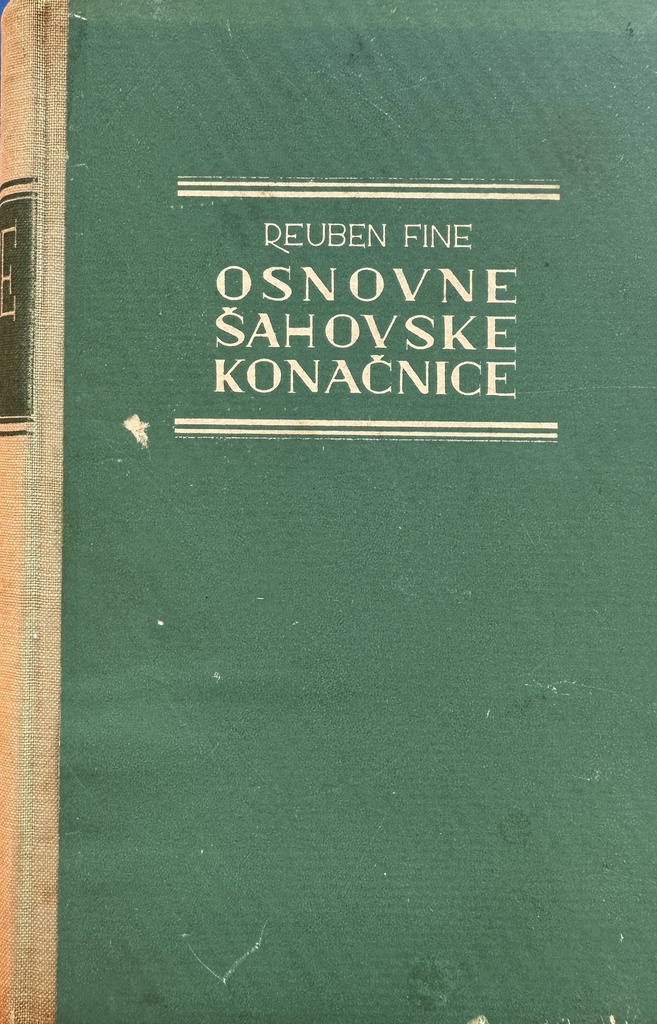 REUBEN FINE
OSNOVNE
ŠAHOVSKE
KONAČNICE